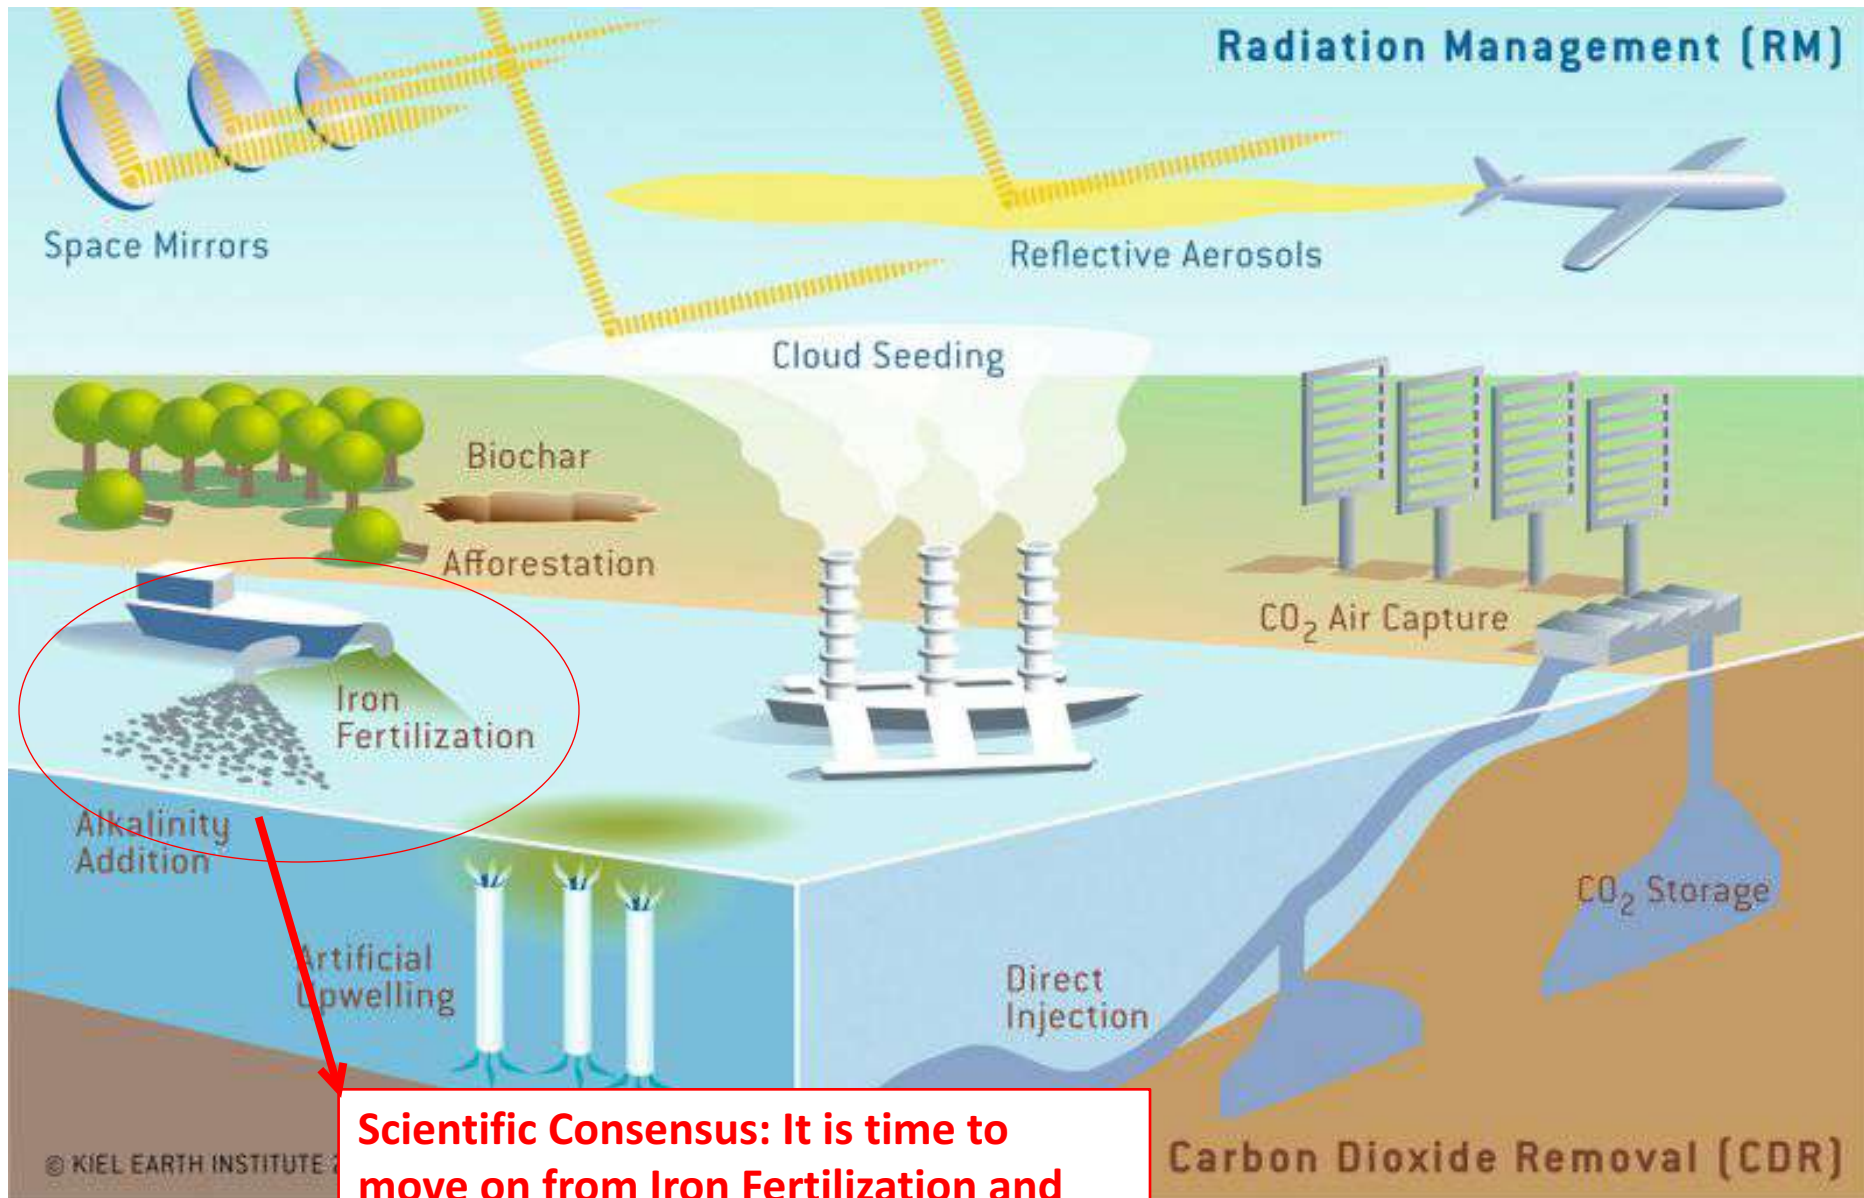 Radiation Management (RM)
Space Mirrors
Reflective Aerosols
Cloud Seeding
Biochar
Afforestation
CO₂ Air Capture
Iron
Fertilization
Alkalinity
Addition
CO₂ Storage
Artificial
Upwelling
Direct
Injection
Scientific Consensus: It is time to
move on from Iron Fertilization and
© KIEL EARTH INSTITUTE
Carbon Dioxide Removal (CDR)